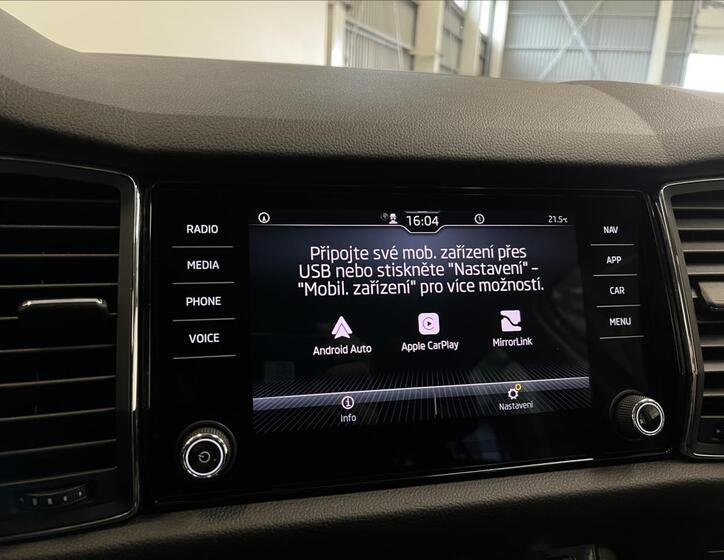 16:04
21.5°C
RADIO
MEDIA
PHONE
VOICE
Připojte své mob. zařízení přes
USB nebo stiskněte "Nastavení" –
"Mobil. zařízení" pro více možností.
Android Auto
Apple CarPlay
MirrorLink
Info
Nastavení
NAV
APP
CAR
MENU